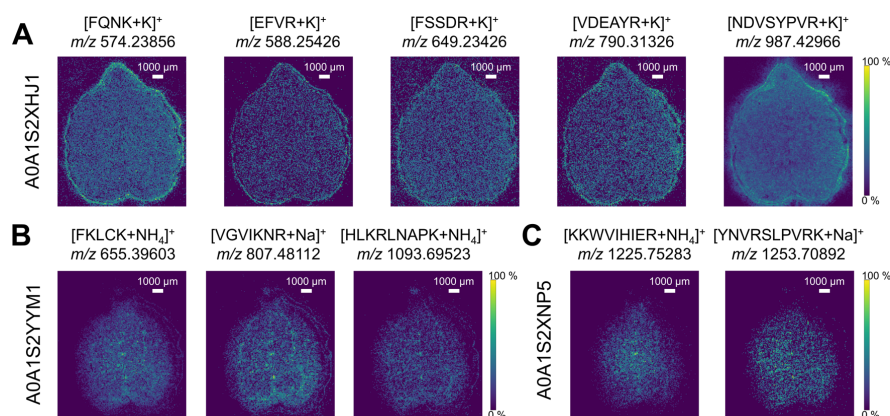 A
[FQNK+K]⁺
m/z 574.23856
[EFVR+K]⁺
m/z 588.25426
[FSSDR+K]⁺
m/z 649.23426
[VDEAYR+K]⁺
m/z 790.31326
[NDVSYPVR+K]⁺
m/z 987.42966
A0A1S2XHJ1
1000 µm
1000 µm
1000 µm
1000 µm
1000 µm
100 %
0 %
B
[FKLCK+NH₄]⁺
m/z 655.39603
[VGVIKNR+Na]⁺
m/z 807.48112
[HLKRLNAPK+NH₄]⁺
m/z 1093.69523
A0A1S2YYM1
1000 µm
1000 µm
1000 µm
100 %
0 %
C
[KKWVIHIER+NH₄]⁺
m/z 1225.75283
[YNVRSLPVRK+Na]⁺
m/z 1253.70892
A0A1S2XNP5
1000 µm
1000 µm
100 %
0 %